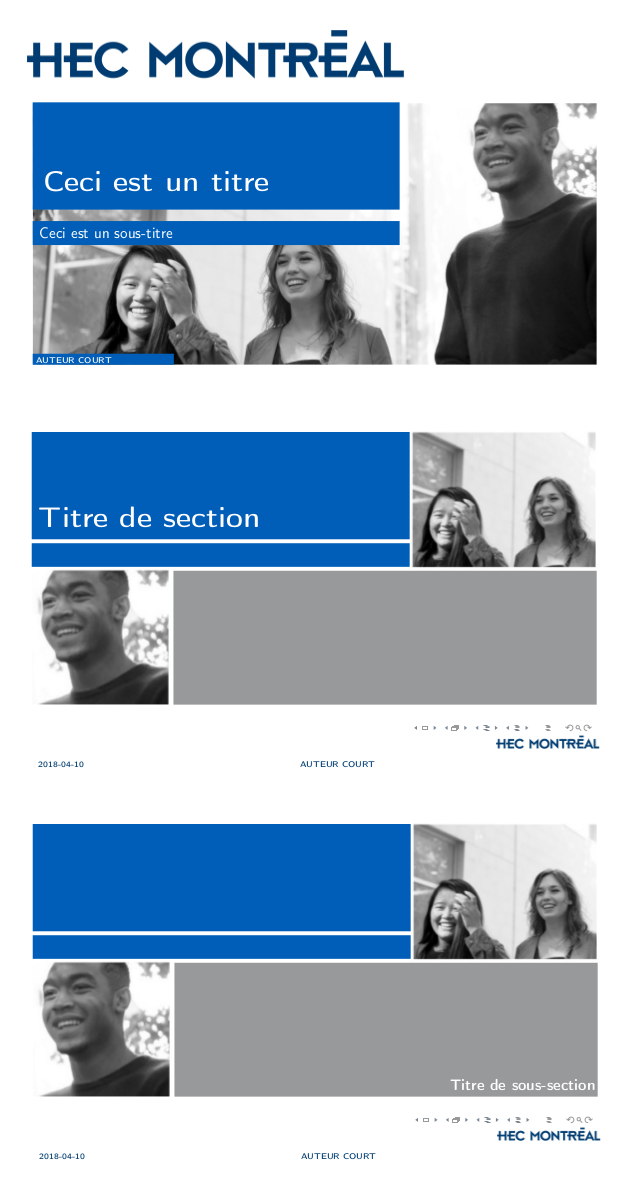 HEC MONTRÉAL
Ceci est un titre
Ceci est un sous-titre
AUTEUR COURT
Titre de section
HEC MONTRÉAL
2018-04-10 AUTEUR COURT
Titre de sous-section
HEC MONTRÉAL
2018-04-10 AUTEUR COURT